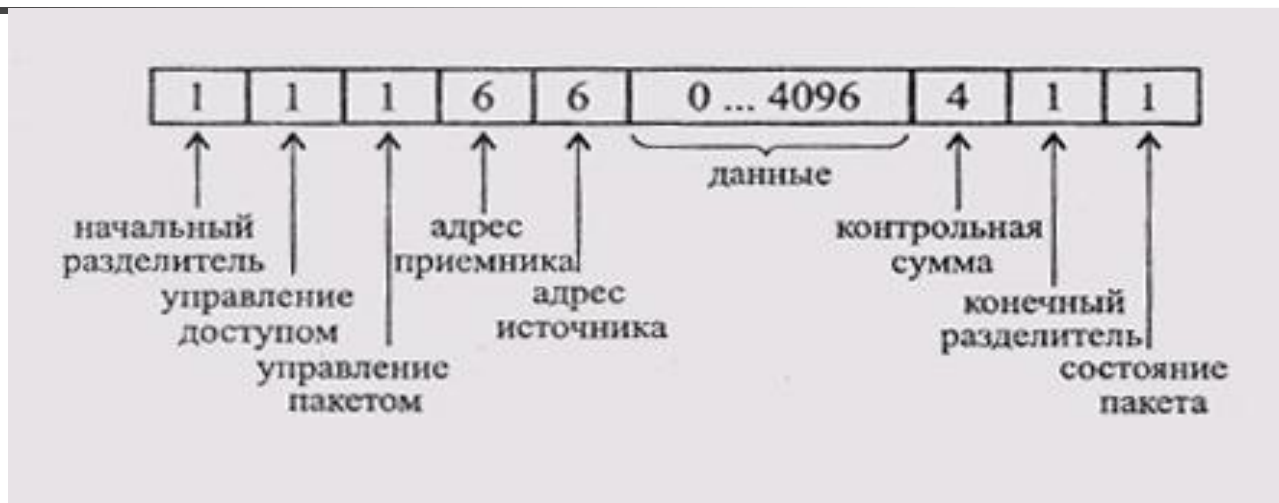 1 1 1 6 6 0 ... 4096 4 1 1
начальный
разделитель
управление
доступом
управление
пакетом
адрес
приемника
адрес
источника
данные
контрольная
сумма
конечный
разделитель
состояние
пакета